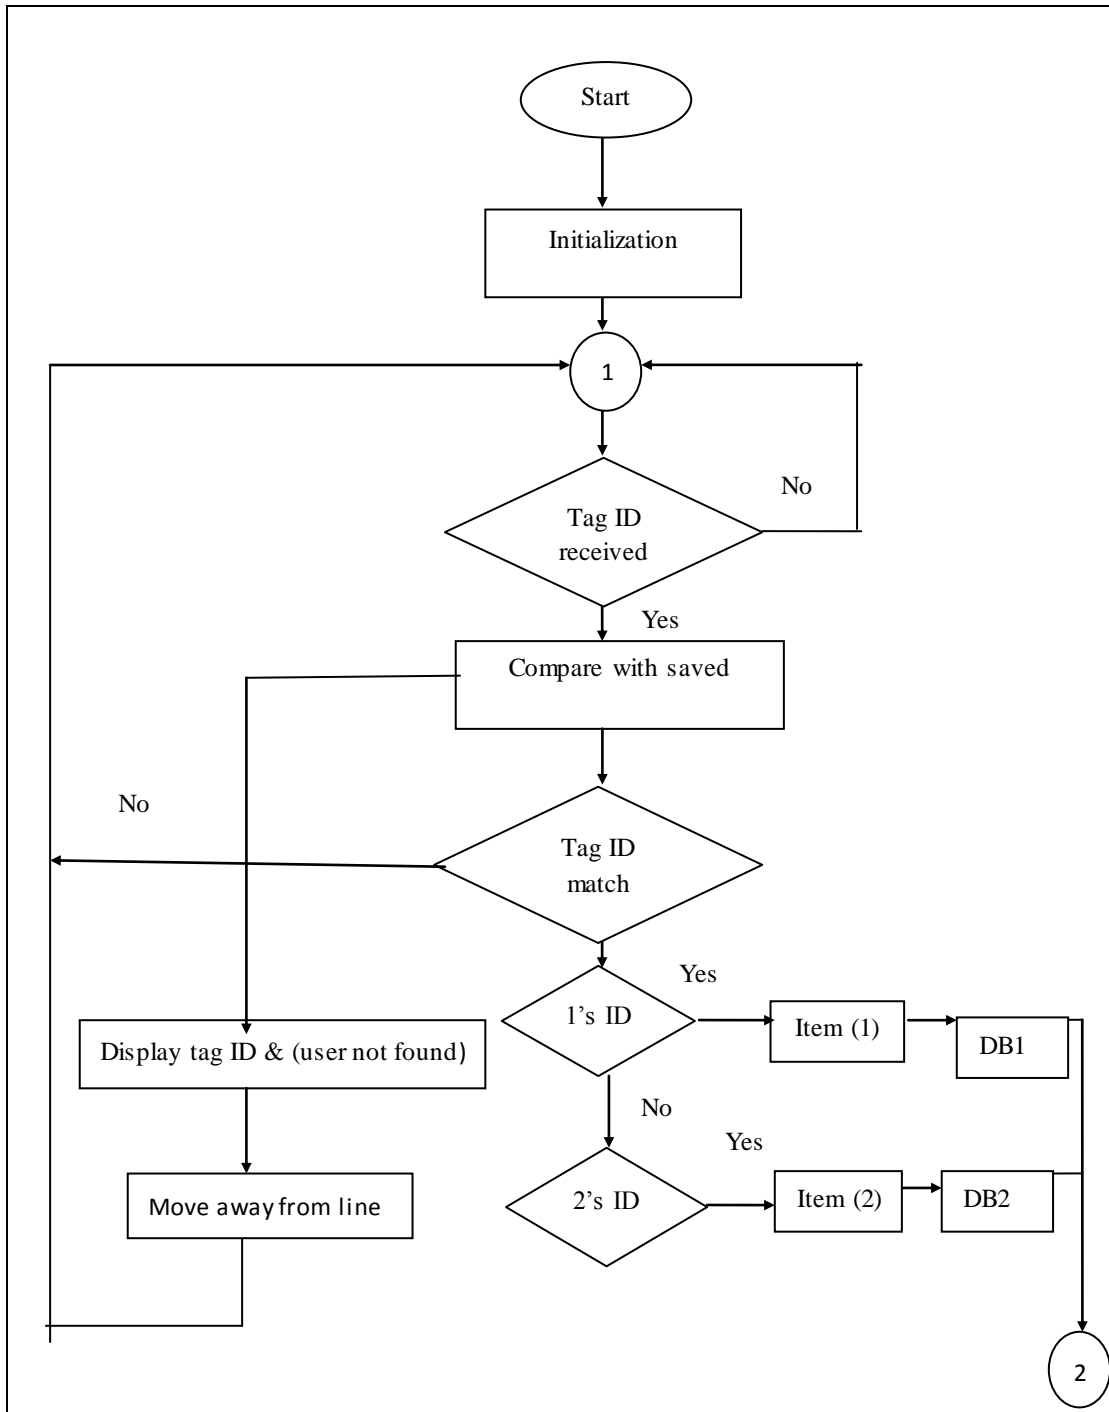 Start
Initialization
1
Tag ID
received
No
Yes
Compare with saved
No
Tag ID
match
Yes
1’s ID
Item (1)
DB1
Display tag ID & (user not found)
No
Yes
2’s ID
Item (2)
DB2
Move away from line
2